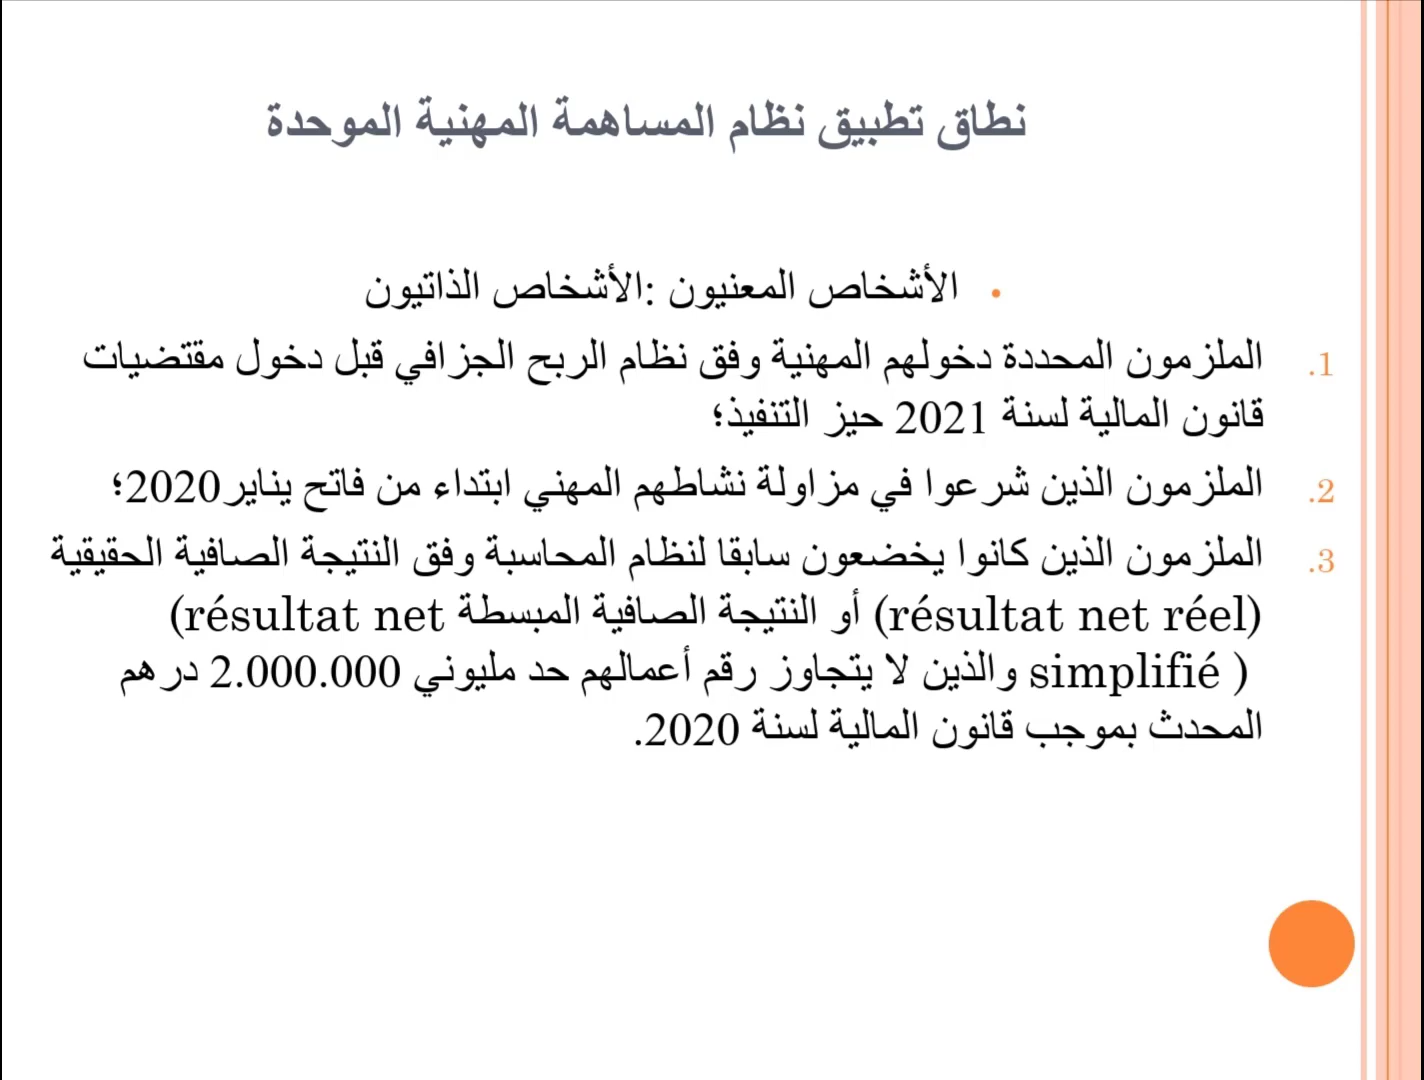 نطاق تطبيق نظام المساهمة المهنية الموحدة
• الأشخاص المعنيون :الأشخاص الذاتيون
1. الملزمون المحددة دخولهم المهنية وفق نظام الربح الجزافي قبل دخول مقتضيات
قانون المالية لسنة 2021 حيز التنفيذ؛
2. الملزمون الذين شرعوا في مزاولة نشاطهم المهني ابتداء من فاتح يناير2020؛
3. الملزمون الذين كانوا يخضعون سابقا لنظام المحاسبة وفق النتيجة الصافية الحقيقية
(résultat net réel) أو النتيجة الصافية المبسطة résultat net)
( simplifié والذين لا يتجاوز رقم أعمالهم حد مليوني 2.000.000 درهم
المحدث بموجب قانون المالية لسنة 2020.